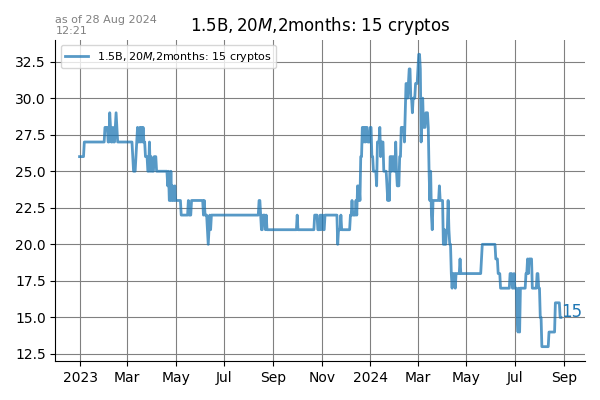 as of 28 Aug 2024
12:21
1.5B, 20M,2months: 15 cryptos
1.5B, 20M,2months: 15 cryptos
32.5
30.0
27.5
25.0
22.5
20.0
17.5
15.0
12.5
15
2023 Mar May Jul Sep Nov 2024 Mar May Jul Sep